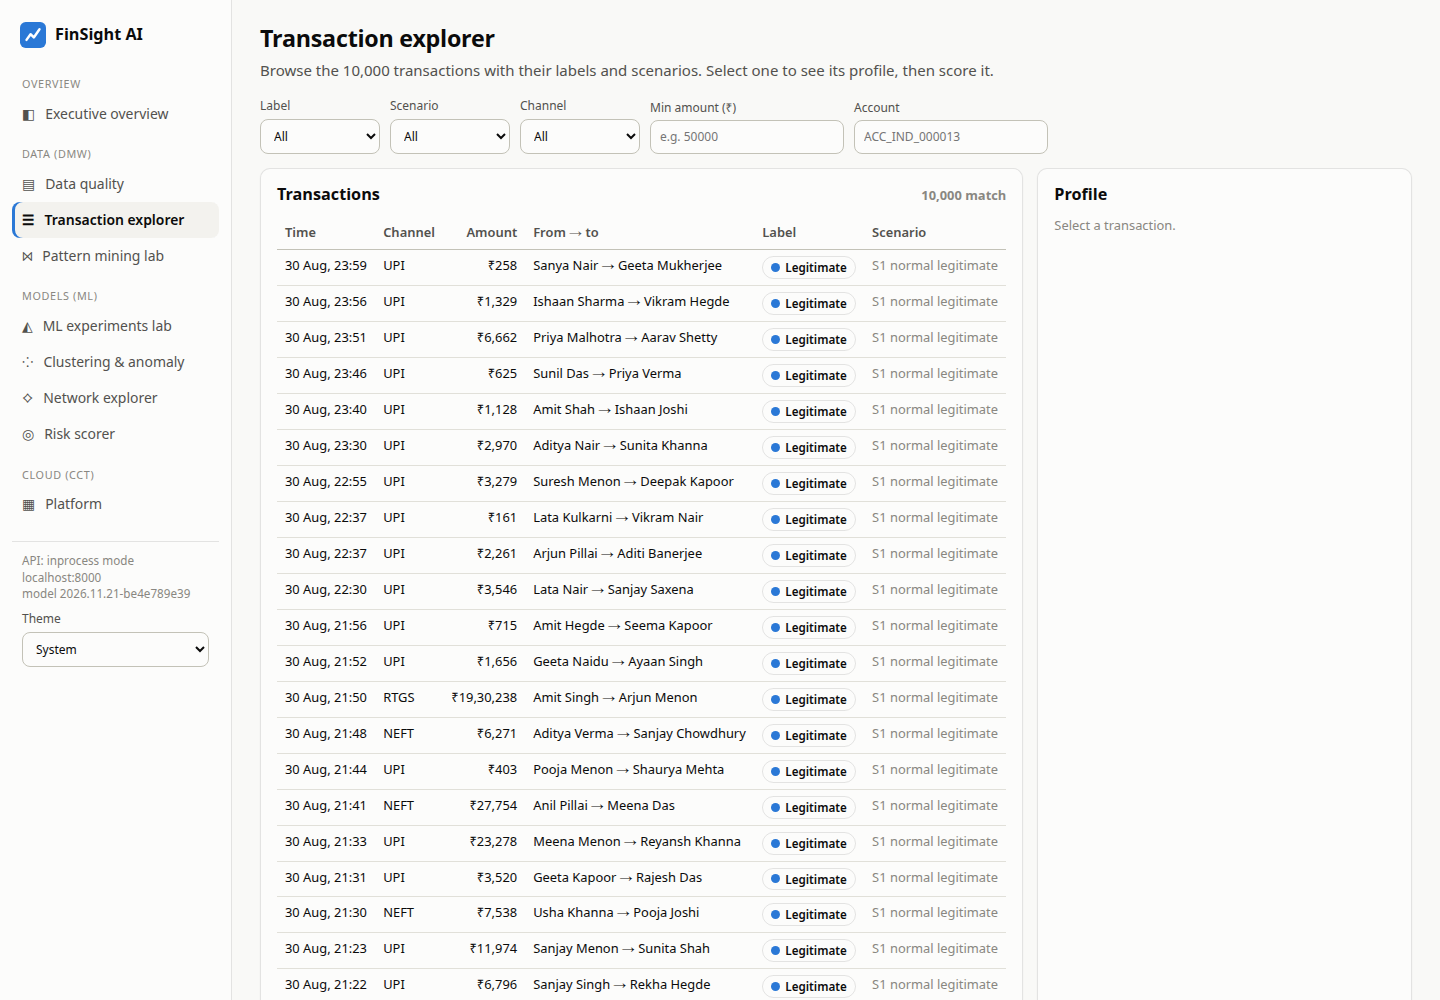 FinSight AI
OVERVIEW
Executive overview
DATA (DMW)
Data quality
Transaction explorer
Pattern mining lab
MODELS (ML)
ML experiments lab
Clustering & anomaly
Network explorer
Risk scorer
CLOUD (CCT)
Platform
API: inprocess mode
localhost:8000
model 2026.11.21-be4e789e39
Theme
System
Transaction explorer
Browse the 10,000 transactions with their labels and scenarios. Select one to see its profile, then score it.
Label Scenario Channel Min amount (₹) Account
All All All e.g. 50000 ACC_IND_000013
Transactions 10,000 match
Time Channel Amount From → to Label Scenario
30 Aug, 23:59 UPI ₹258 Sanya Nair → Geeta Mukherjee Legitimate S1 normal legitimate
30 Aug, 23:56 UPI ₹1,329 Ishaan Sharma → Vikram Hegde Legitimate S1 normal legitimate
30 Aug, 23:51 UPI ₹6,662 Priya Malhotra → Aarav Shetty Legitimate S1 normal legitimate
30 Aug, 23:46 UPI ₹625 Sunil Das → Priya Verma Legitimate S1 normal legitimate
30 Aug, 23:40 UPI ₹1,128 Amit Shah → Ishaan Joshi Legitimate S1 normal legitimate
30 Aug, 23:30 UPI ₹2,970 Aditya Nair → Sunita Khanna Legitimate S1 normal legitimate
30 Aug, 22:55 UPI ₹3,279 Suresh Menon → Deepak Kapoor Legitimate S1 normal legitimate
30 Aug, 22:37 UPI ₹161 Lata Kulkarni → Vikram Nair Legitimate S1 normal legitimate
30 Aug, 22:37 UPI ₹2,261 Arjun Pillai → Aditi Banerjee Legitimate S1 normal legitimate
30 Aug, 22:30 UPI ₹3,546 Lata Nair → Sanjay Saxena Legitimate S1 normal legitimate
30 Aug, 21:56 UPI ₹715 Amit Hegde → Seema Kapoor Legitimate S1 normal legitimate
30 Aug, 21:52 UPI ₹1,656 Geeta Naidu → Ayaan Singh Legitimate S1 normal legitimate
30 Aug, 21:50 RTGS ₹19,30,238 Amit Singh → Arjun Menon Legitimate S1 normal legitimate
30 Aug, 21:48 NEFT ₹6,271 Aditya Verma → Sanjay Chowdhury Legitimate S1 normal legitimate
30 Aug, 21:44 UPI ₹403 Pooja Menon → Shaurya Mehta Legitimate S1 normal legitimate
30 Aug, 21:41 NEFT ₹27,754 Anil Pillai → Meena Das Legitimate S1 normal legitimate
30 Aug, 21:33 UPI ₹23,278 Meena Menon → Reyansh Khanna Legitimate S1 normal legitimate
30 Aug, 21:31 UPI ₹3,520 Geeta Kapoor → Rajesh Das Legitimate S1 normal legitimate
30 Aug, 21:30 NEFT ₹7,538 Usha Khanna → Pooja Joshi Legitimate S1 normal legitimate
30 Aug, 21:23 UPI ₹11,974 Sanjay Menon → Sunita Shah Legitimate S1 normal legitimate
30 Aug, 21:22 UPI ₹6,796 Sanjay Singh → Rekha Hegde Legitimate S1 normal legitimate
Profile
Select a transaction.